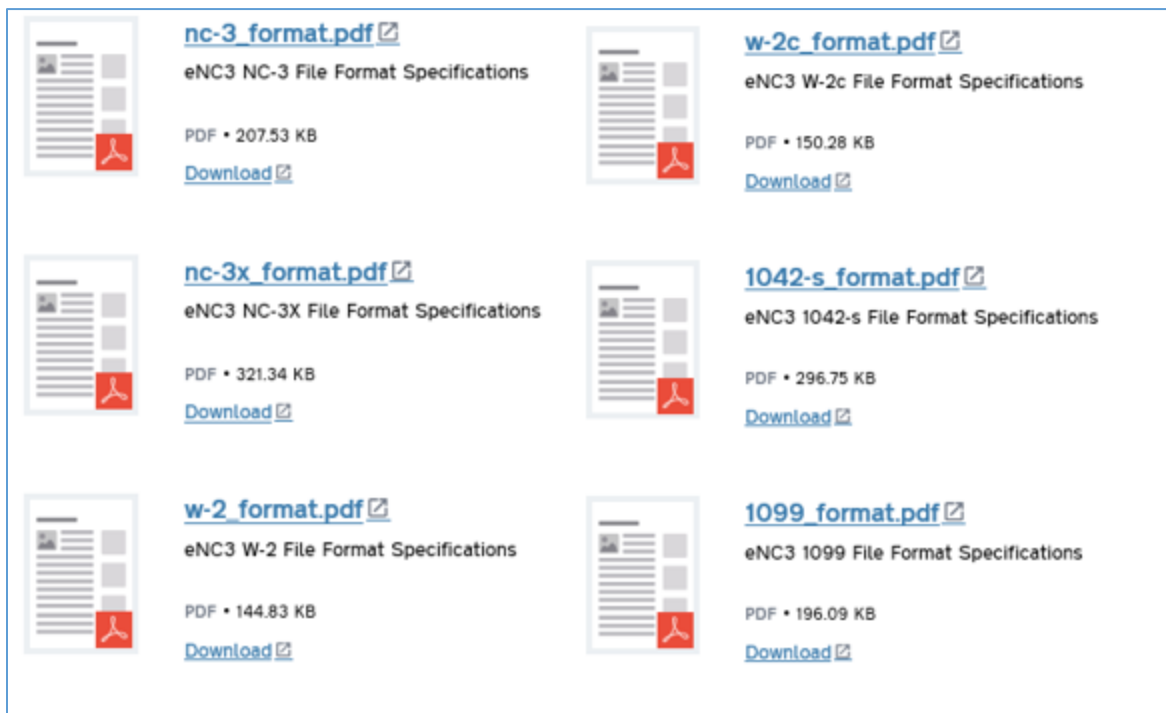 nc-3_format.pdf
eNC3 NC-3 File Format Specifications
PDF • 207.53 KB
Download
nc-3x_format.pdf
eNC3 NC-3X File Format Specifications
PDF • 321.34 KB
Download
w-2_format.pdf
eNC3 W-2 File Format Specifications
PDF • 144.83 KB
Download
w-2c_format.pdf
eNC3 W-2c File Format Specifications
PDF • 150.28 KB
Download
1042-s_format.pdf
eNC3 1042-s File Format Specifications
PDF • 296.75 KB
Download
1099_format.pdf
eNC3 1099 File Format Specifications
PDF • 196.09 KB
Download